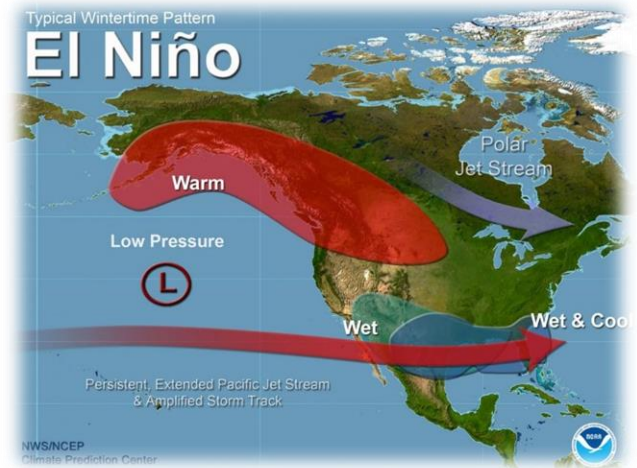 Typical Wintertime Pattern
El Niño
Polar
Jet Stream
Warm
Low Pressure
L
Wet
Wet & Cool
Persistent, Extended Pacific Jet Stream
& Amplified Storm Track
NWS/NCEP
Climate Prediction Center
NOAA